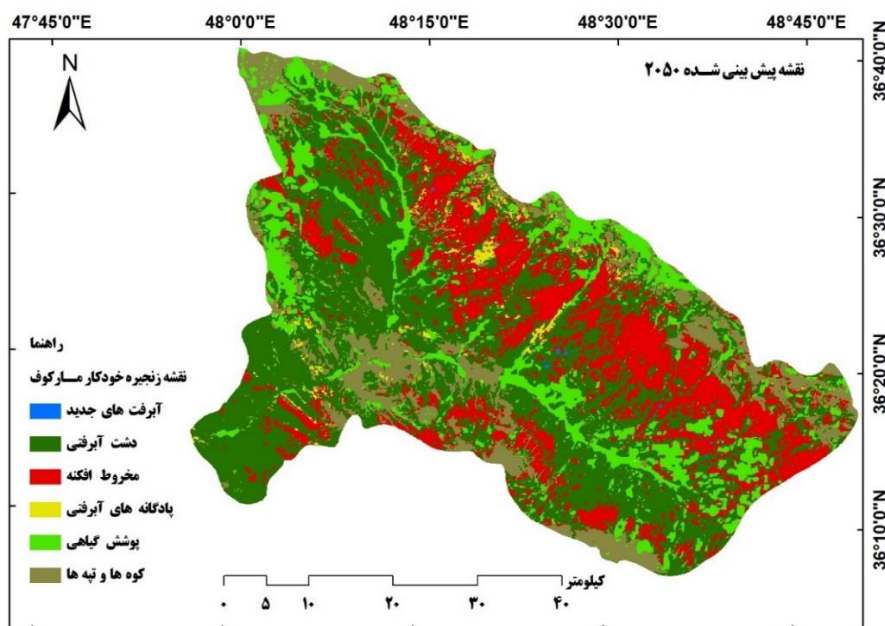 47°45'0"E 48°0'0"E 48°15'0"E 48°30'0"E 48°45'0"E
N
نقشه پیش بینی شده ۲۰۵۰
36°40'0"N
36°30'0"N
36°20'0"N
36°10'0"N
راهنما
نقشه زنجیره خودکار مارکوف
آبرفت های جدید
دشت آبرفتی
مخروط افکنه
پادگانه های آبرفتی
پوشش گیاهی
کوه ها و تپه ها
کیلومتر
۰ ۵ ۱۰ ۲۰ ۳۰ ۴۰